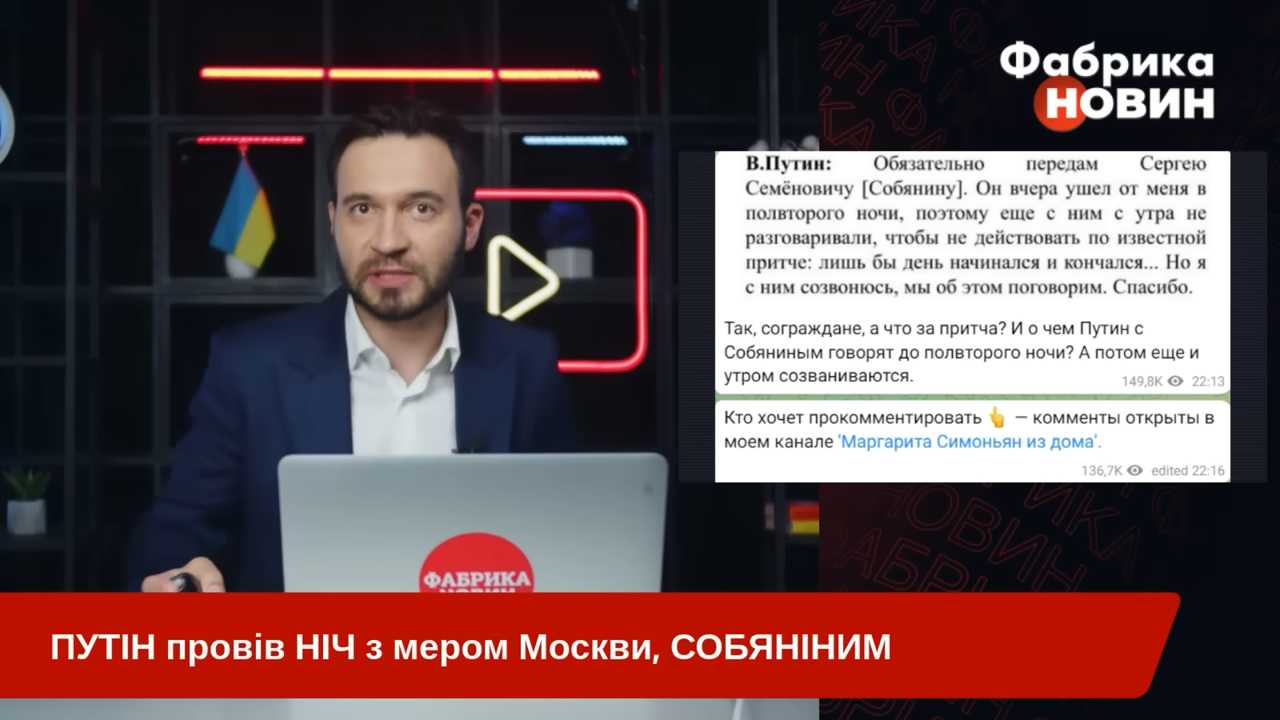 Фабрика
НОВИН
В.Путин: Обязательно передам Сергею
Семёновичу [Собянину]. Он вчера ушел от меня в
полвторого ночи, поэтому еще с ним с утра не
разговаривали, чтобы не действовать по известной
притче: лишь бы день начинался и кончался... Но я
с ним созвонюсь, мы об этом поговорим. Спасибо.
Так, сограждане, а что за притча? И о чем Путин с
Собяниным говорят до полвторого ночи? А потом еще и
утром созваниваются.
149,8K 22:13
Кто хочет прокомментировать 👆 — комменты открыты в
моем канале 'Маргарита Симоньян из дома'.
136,7K edited 22:16
ФАБРИКА
НОВИН
ПУТІН провів НІЧ з мером Москви, СОБЯНІНИМ